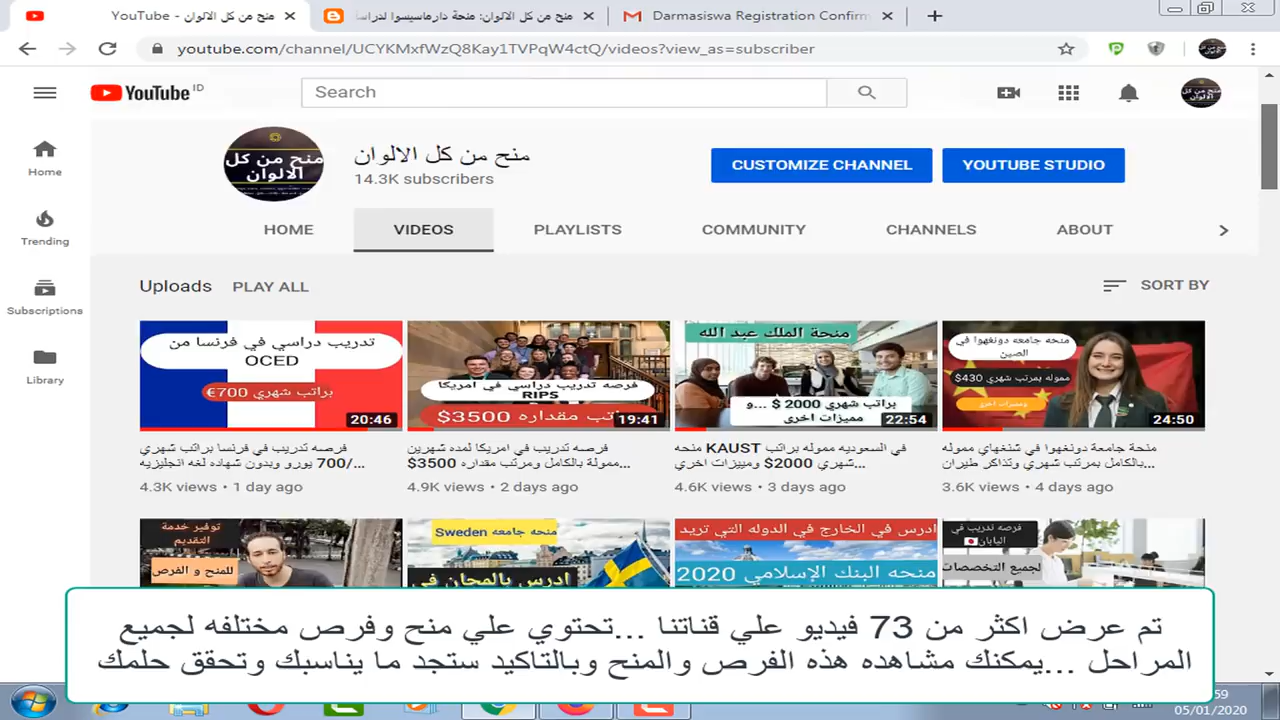 YouTube - منح من كل الالوان
منح من كل الالوان: منحة دارماسيسوا لدراسا
Darmasiswa Registration Confirm
youtube.com/channel/UCYKMxfWzQ8Kay1TVPqW4ctQ/videos?view_as=subscriber
YouTube ID
Search
منح من كل الالوان
منح من كل
الالوان
14.3K subscribers
CUSTOMIZE CHANNEL
YOUTUBE STUDIO
Home
Trending
Subscriptions
Library
HOME
VIDEOS
PLAYLISTS
COMMUNITY
CHANNELS
ABOUT
Uploads
PLAY ALL
SORT BY
تدريب دراسي في فرنسا من
OCED
براتب شهري 700€
20:46
فرصه تدريب في فرنسا براتب شهري
700 يورو وبدون شهاده لغه انجليزيه/...
4.3K views • 1 day ago
فرصه تدريب دراسي في امريكا
RIPS
تب مقداره 3500$
19:41
فرصه تدريب في امريكا لمده شهرين
ممولة بالكامل ومرتب مقداره 3500$...
4.9K views • 2 days ago
منحة الملك عبد الله
براتب شهري 2000 $ ...و
مميزات اخرى
22:54
منحه KAUST في السعوديه مموله براتب
شهري 2000$ ومييزات اخري...
4.6K views • 3 days ago
منحه جامعه دونغهوا في
الصين
مموله بمرتب شهري 430$
ومميزات اخرى
24:50
منحة جامعة دونغهوا في شنغهاي مموله
بالكامل بمرتب شهري وتذاكر طيران...
3.6K views • 4 days ago
توفير خدمة
التقديم
للمنح و الفرص
منحه جامعه Sweden
ادرس بالمجان في
ادرس في الخارج في الدوله التي تريد
منحه البنك الإسلامي 2020
فرصه تدريب في
اليابان
لجميع التخصصات
تم عرض اكثر من 73 فيديو علي قناتنا ...تحتوي علي منح وفرص مختلفه لجميع
المراحل ...يمكنك مشاهده هذه الفرص والمنح وبالتاكيد ستجد ما يناسبك وتحقق حلمك
59
05/01/2020